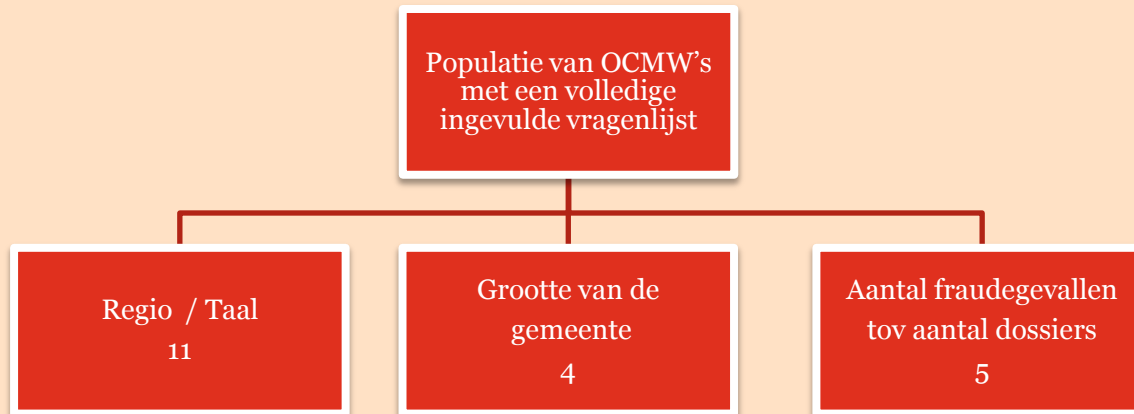 Populatie van OCMW’s
met een volledige
ingevulde vragenlijst
Regio / Taal
11
Grootte van de
gemeente
4
Aantal fraudegevallen
tov aantal dossiers
5